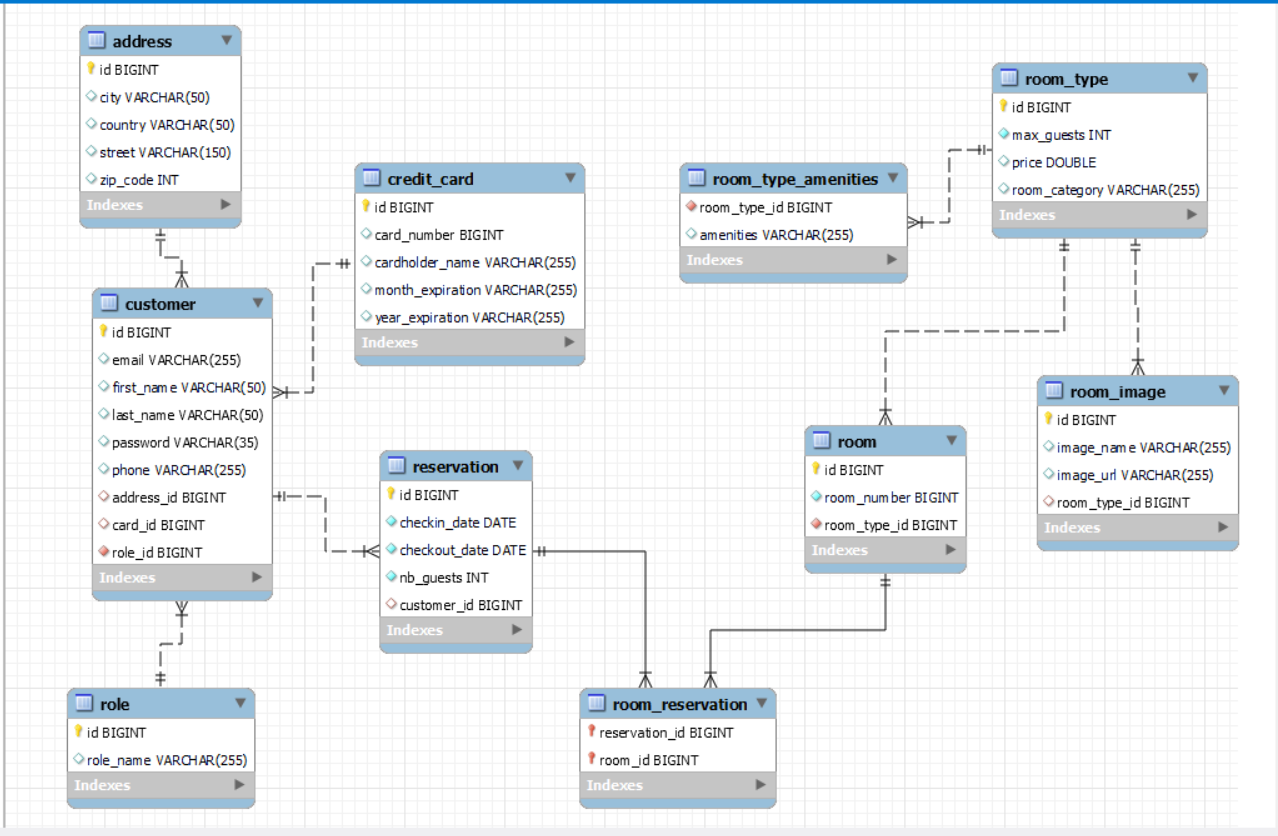 address
id BIGINT
city VARCHAR(50)
country VARCHAR(50)
street VARCHAR(150)
zip_code INT
Indexes
credit_card
id BIGINT
card_number BIGINT
cardholder_name VARCHAR(255)
month_expiration VARCHAR(255)
year_expiration VARCHAR(255)
Indexes
room_type_amenities
room_type_id BIGINT
amenities VARCHAR(255)
Indexes
room_type
id BIGINT
max_guests INT
price DOUBLE
room_category VARCHAR(255)
Indexes
customer
id BIGINT
email VARCHAR(255)
first_name VARCHAR(50)
last_name VARCHAR(50)
password VARCHAR(35)
phone VARCHAR(255)
address_id BIGINT
card_id BIGINT
role_id BIGINT
Indexes
reservation
id BIGINT
checkin_date DATE
checkout_date DATE
nb_guests INT
customer_id BIGINT
Indexes
room
id BIGINT
room_number BIGINT
room_type_id BIGINT
Indexes
room_image
id BIGINT
image_name VARCHAR(255)
image_url VARCHAR(255)
room_type_id BIGINT
Indexes
role
id BIGINT
role_name VARCHAR(255)
Indexes
room_reservation
reservation_id BIGINT
room_id BIGINT
Indexes